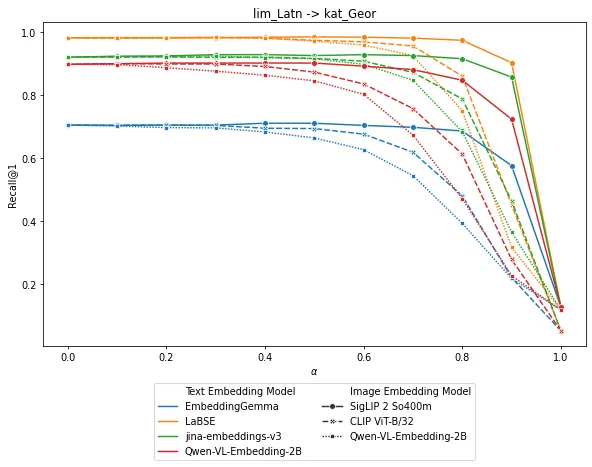 lim_Latn -> kat_Geor
Recall@1
1.0
0.8
0.6
0.4
0.2
0.0 0.2 0.4 0.6 0.8 1.0
α
Text Embedding Model Image Embedding Model
EmbeddingGemma SigLIP 2 So400m
LaBSE CLIP ViT-B/32
jina-embeddings-v3 Qwen-VL-Embedding-2B
Qwen-VL-Embedding-2B